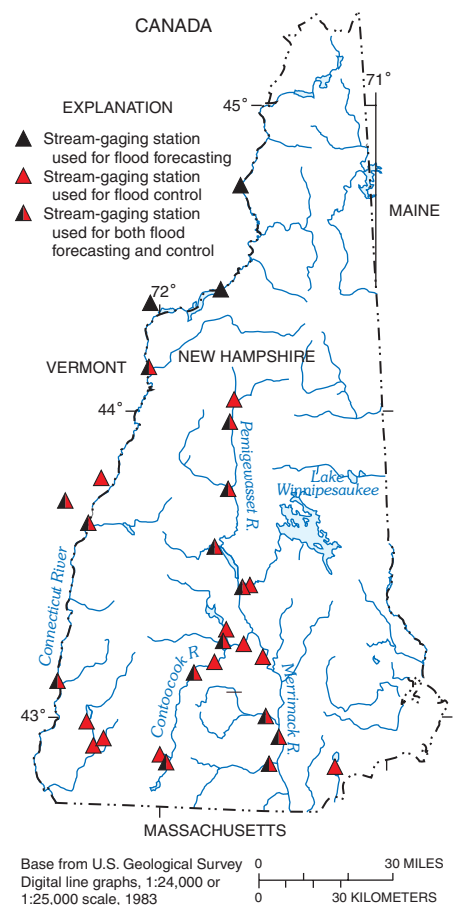 CANADA
71°
45°
EXPLANATION
Stream-gaging station
used for flood forecasting
Stream-gaging station
used for flood control
Stream-gaging station
used for both flood
forecasting and control
MAINE
72°
VERMONT
NEW HAMPSHIRE
44°
Pemigewasset R.
Lake
Winnipesaukee
Connecticut River
Contoocook R
Merrimack R.
43°
MASSACHUSETTS
Base from U.S. Geological Survey
Digital line graphs, 1:24,000 or
1:25,000 scale, 1983
0 30 MILES
0 30 KILOMETERS